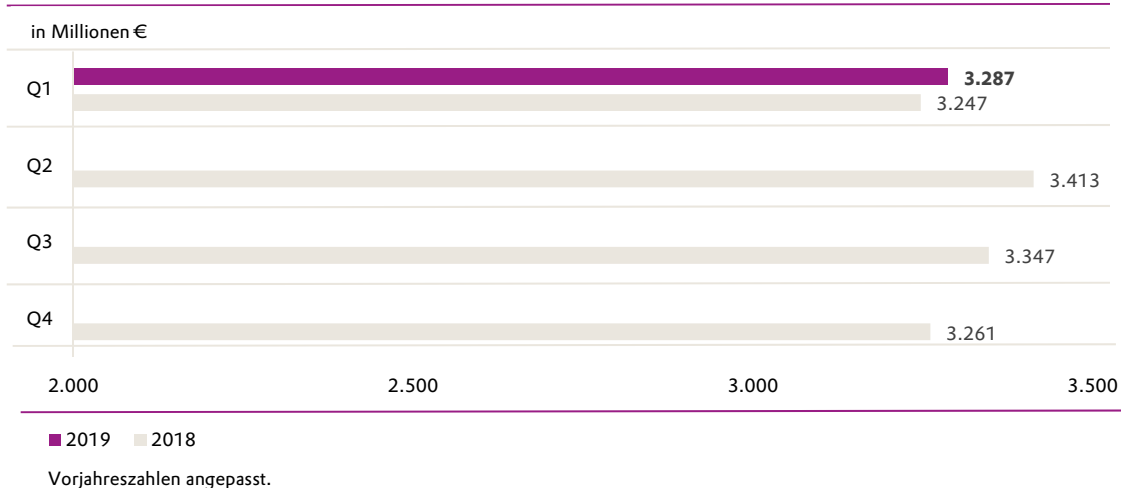 in Millionen €
Q1
3.287
3.247
Q2
3.413
Q3
3.347
Q4
3.261
2.000 2.500 3.000 3.500
2019 2018
Vorjahreszahlen angepasst.